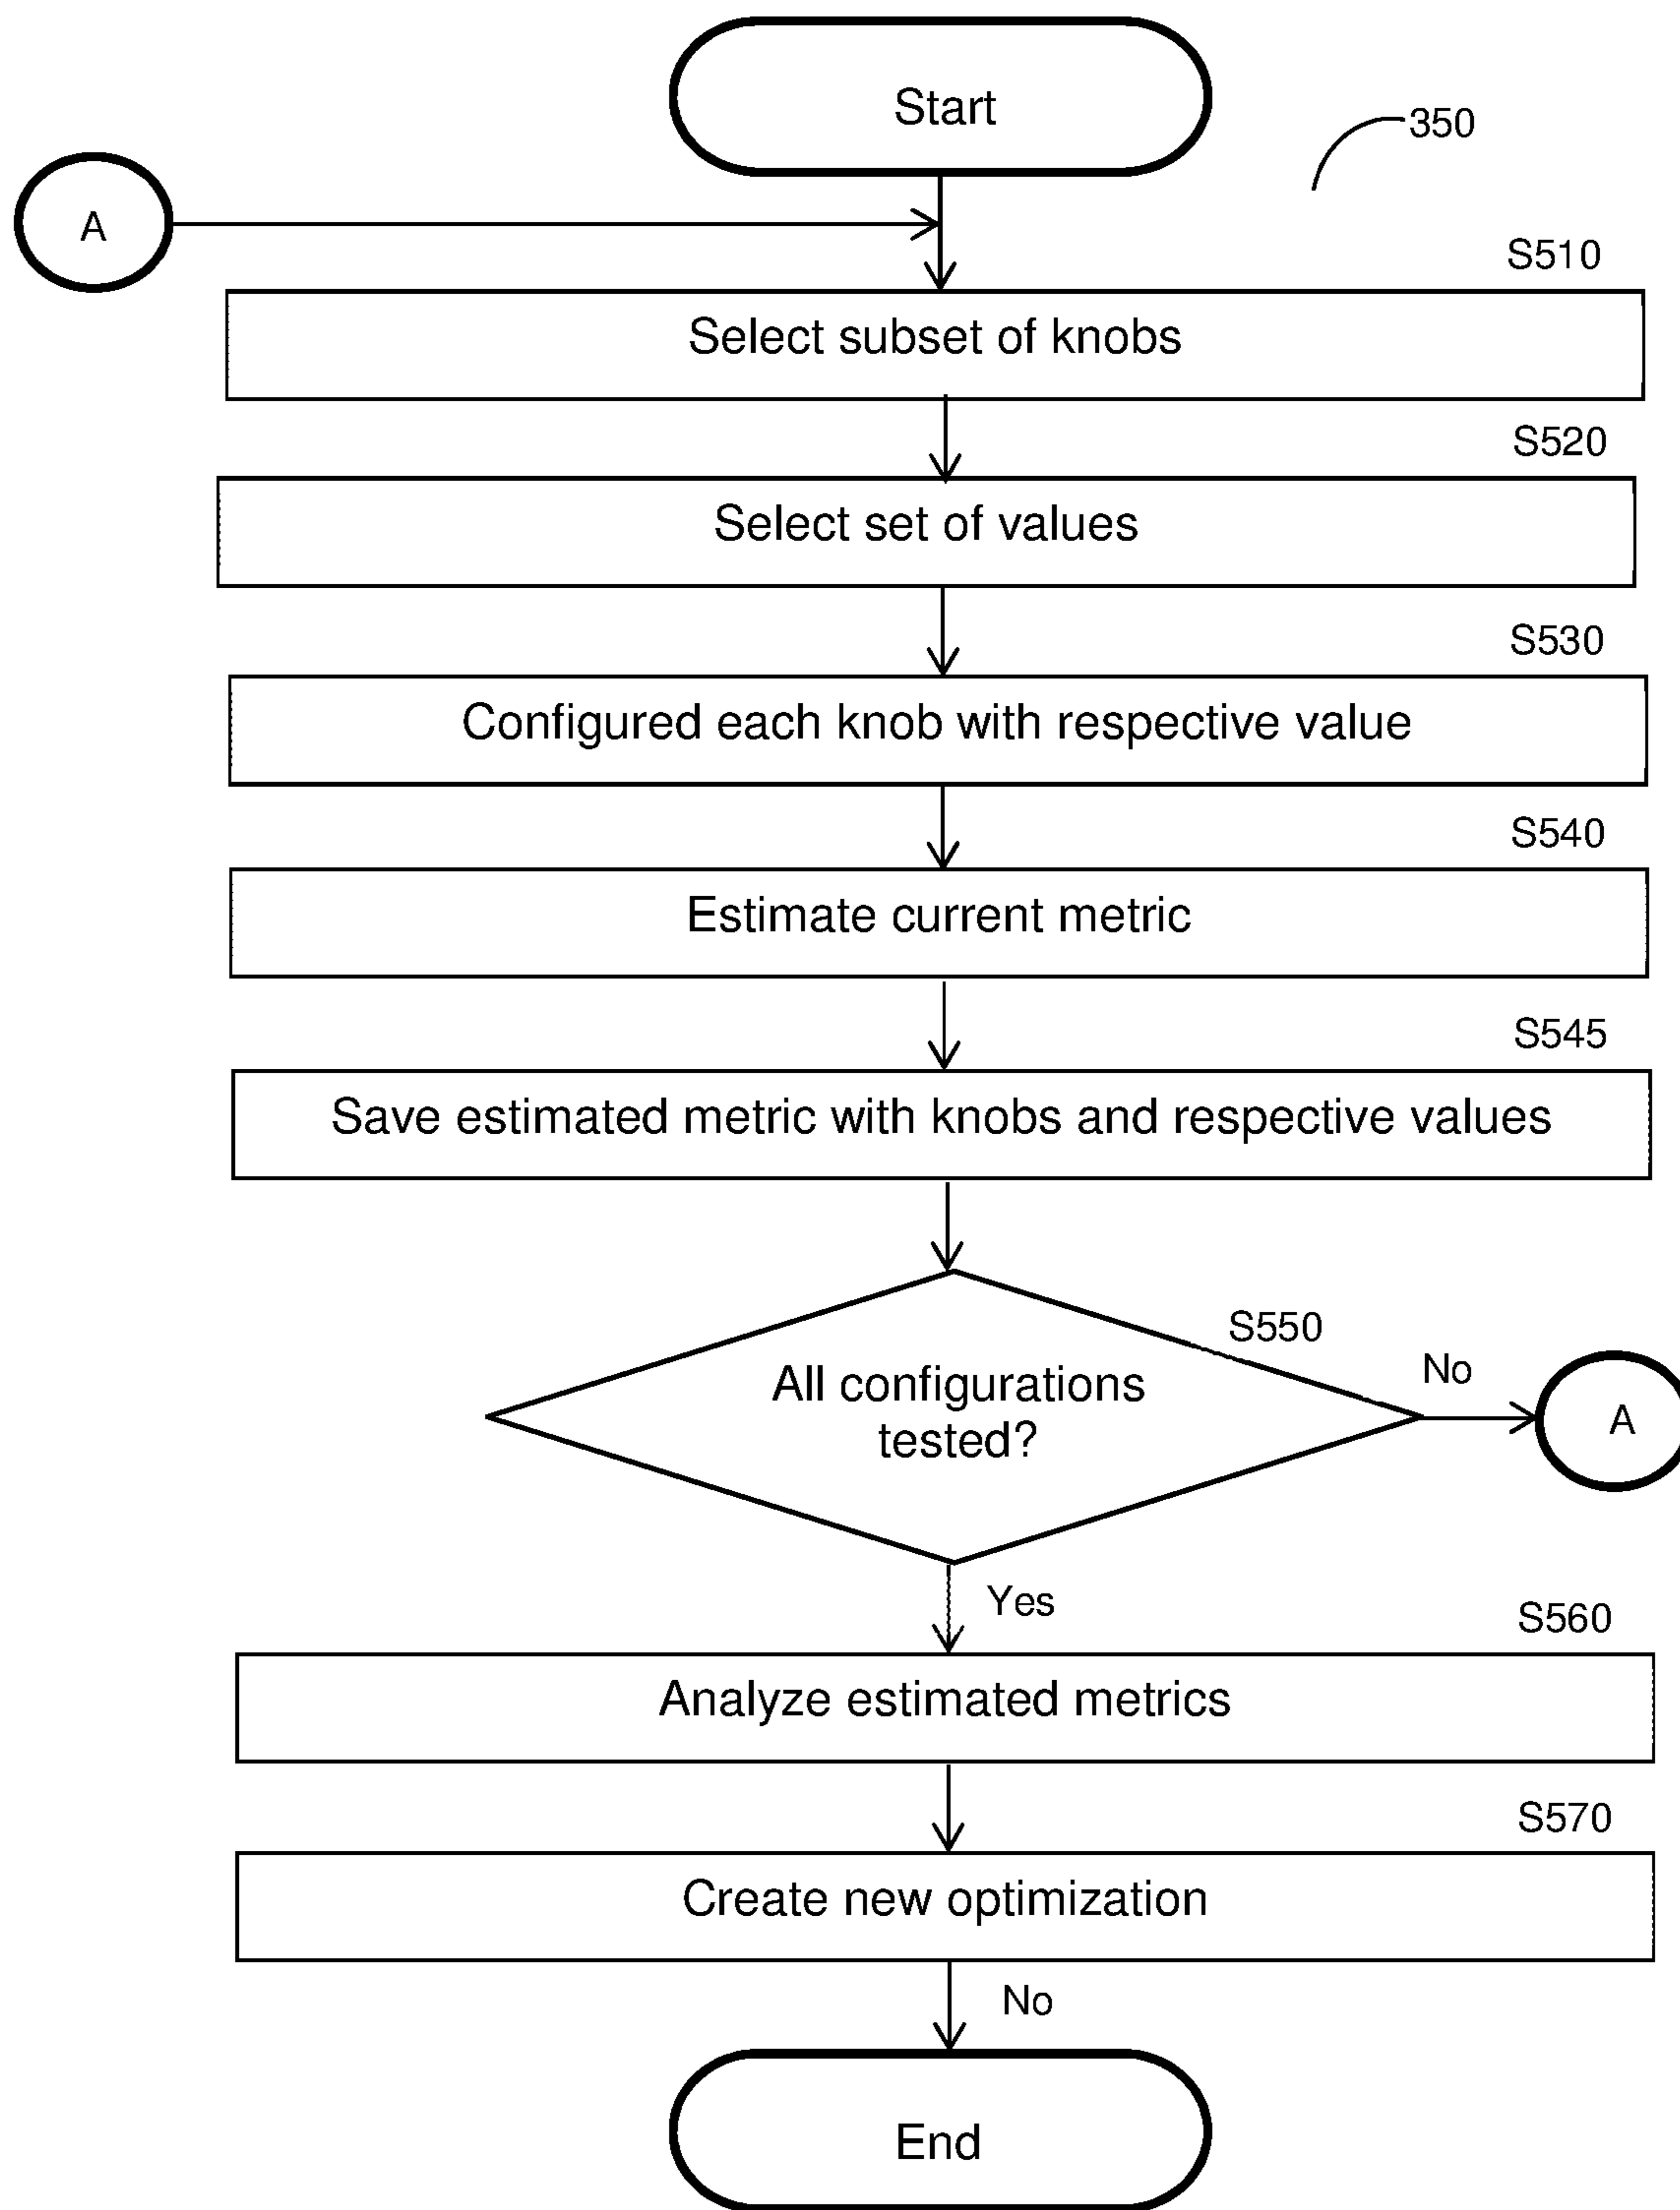 Start
350
A
S510
Select subset of knobs
S520
Select set of values
S530
Configured each knob with respective value
S540
Estimate current metric
S545
Save estimated metric with knobs and respective values
S550
All configurations
tested?
No
A
Yes
S560
Analyze estimated metrics
S570
Create new optimization
No
End